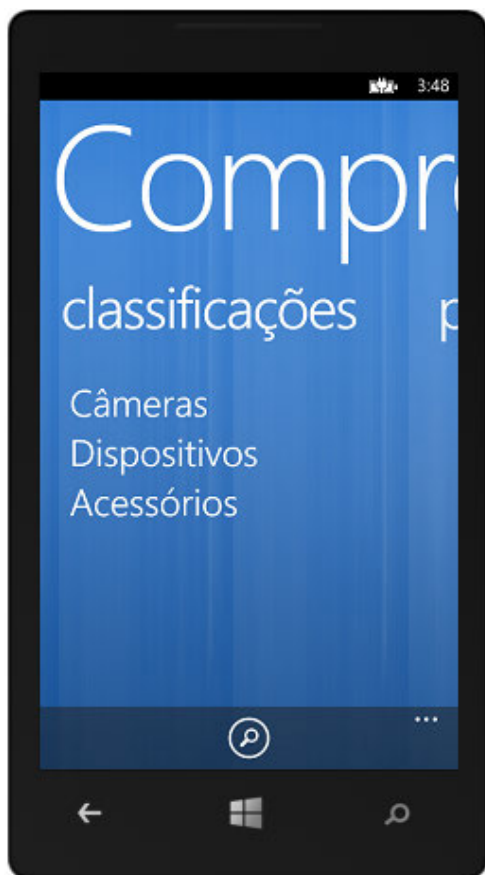 3:48
Compr
classificações p
Câmeras
Dispositivos
Acessórios